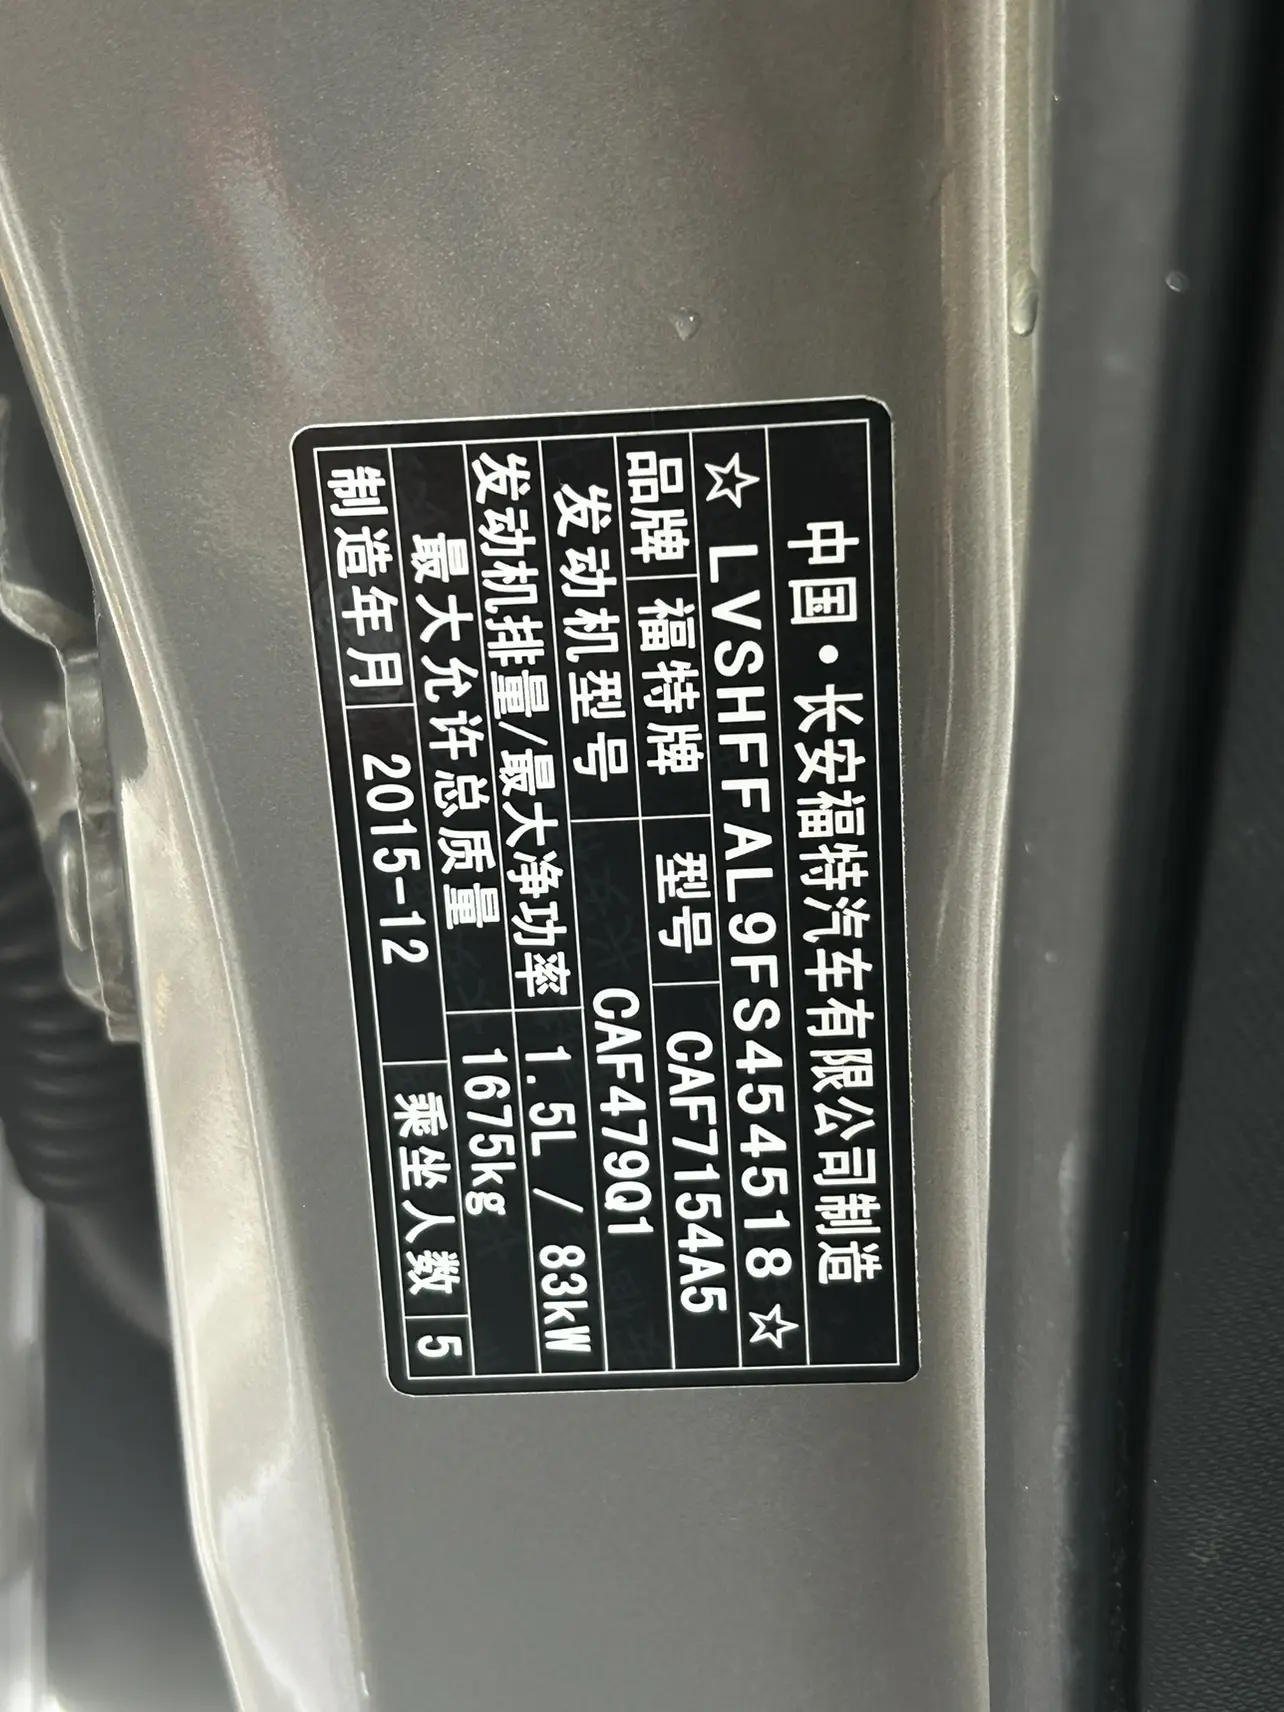 中国·长安福特汽车有限公司制造
☆ LVSHFFAL9FS454518 ☆
品牌 福特牌 型号 CAF7154A5
发动机型号 CAF479Q1
发动机排量/最大净功率 1.5L / 83kW
最大允许总质量 1675kg
制造年月 2015-12 乘坐人数 5